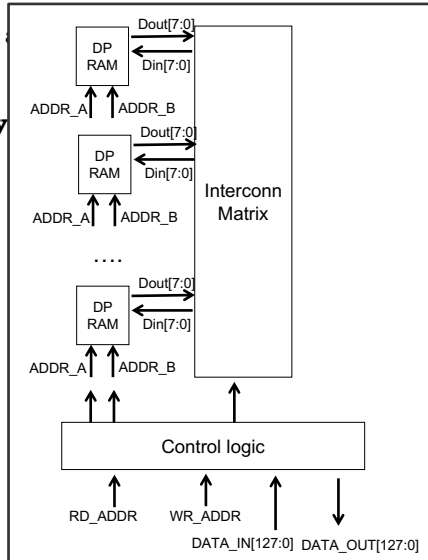 Dout[7:0]
DP
RAM
Din[7:0]
ADDR_A
ADDR_B
Dout[7:0]
DP
RAM
Din[7:0]
ADDR_A
ADDR_B
Interconn
Matrix
....
Dout[7:0]
DP
RAM
Din[7:0]
ADDR_A
ADDR_B
Control logic
RD_ADDR
WR_ADDR
DATA_IN[127:0]
DATA_OUT[127:0]